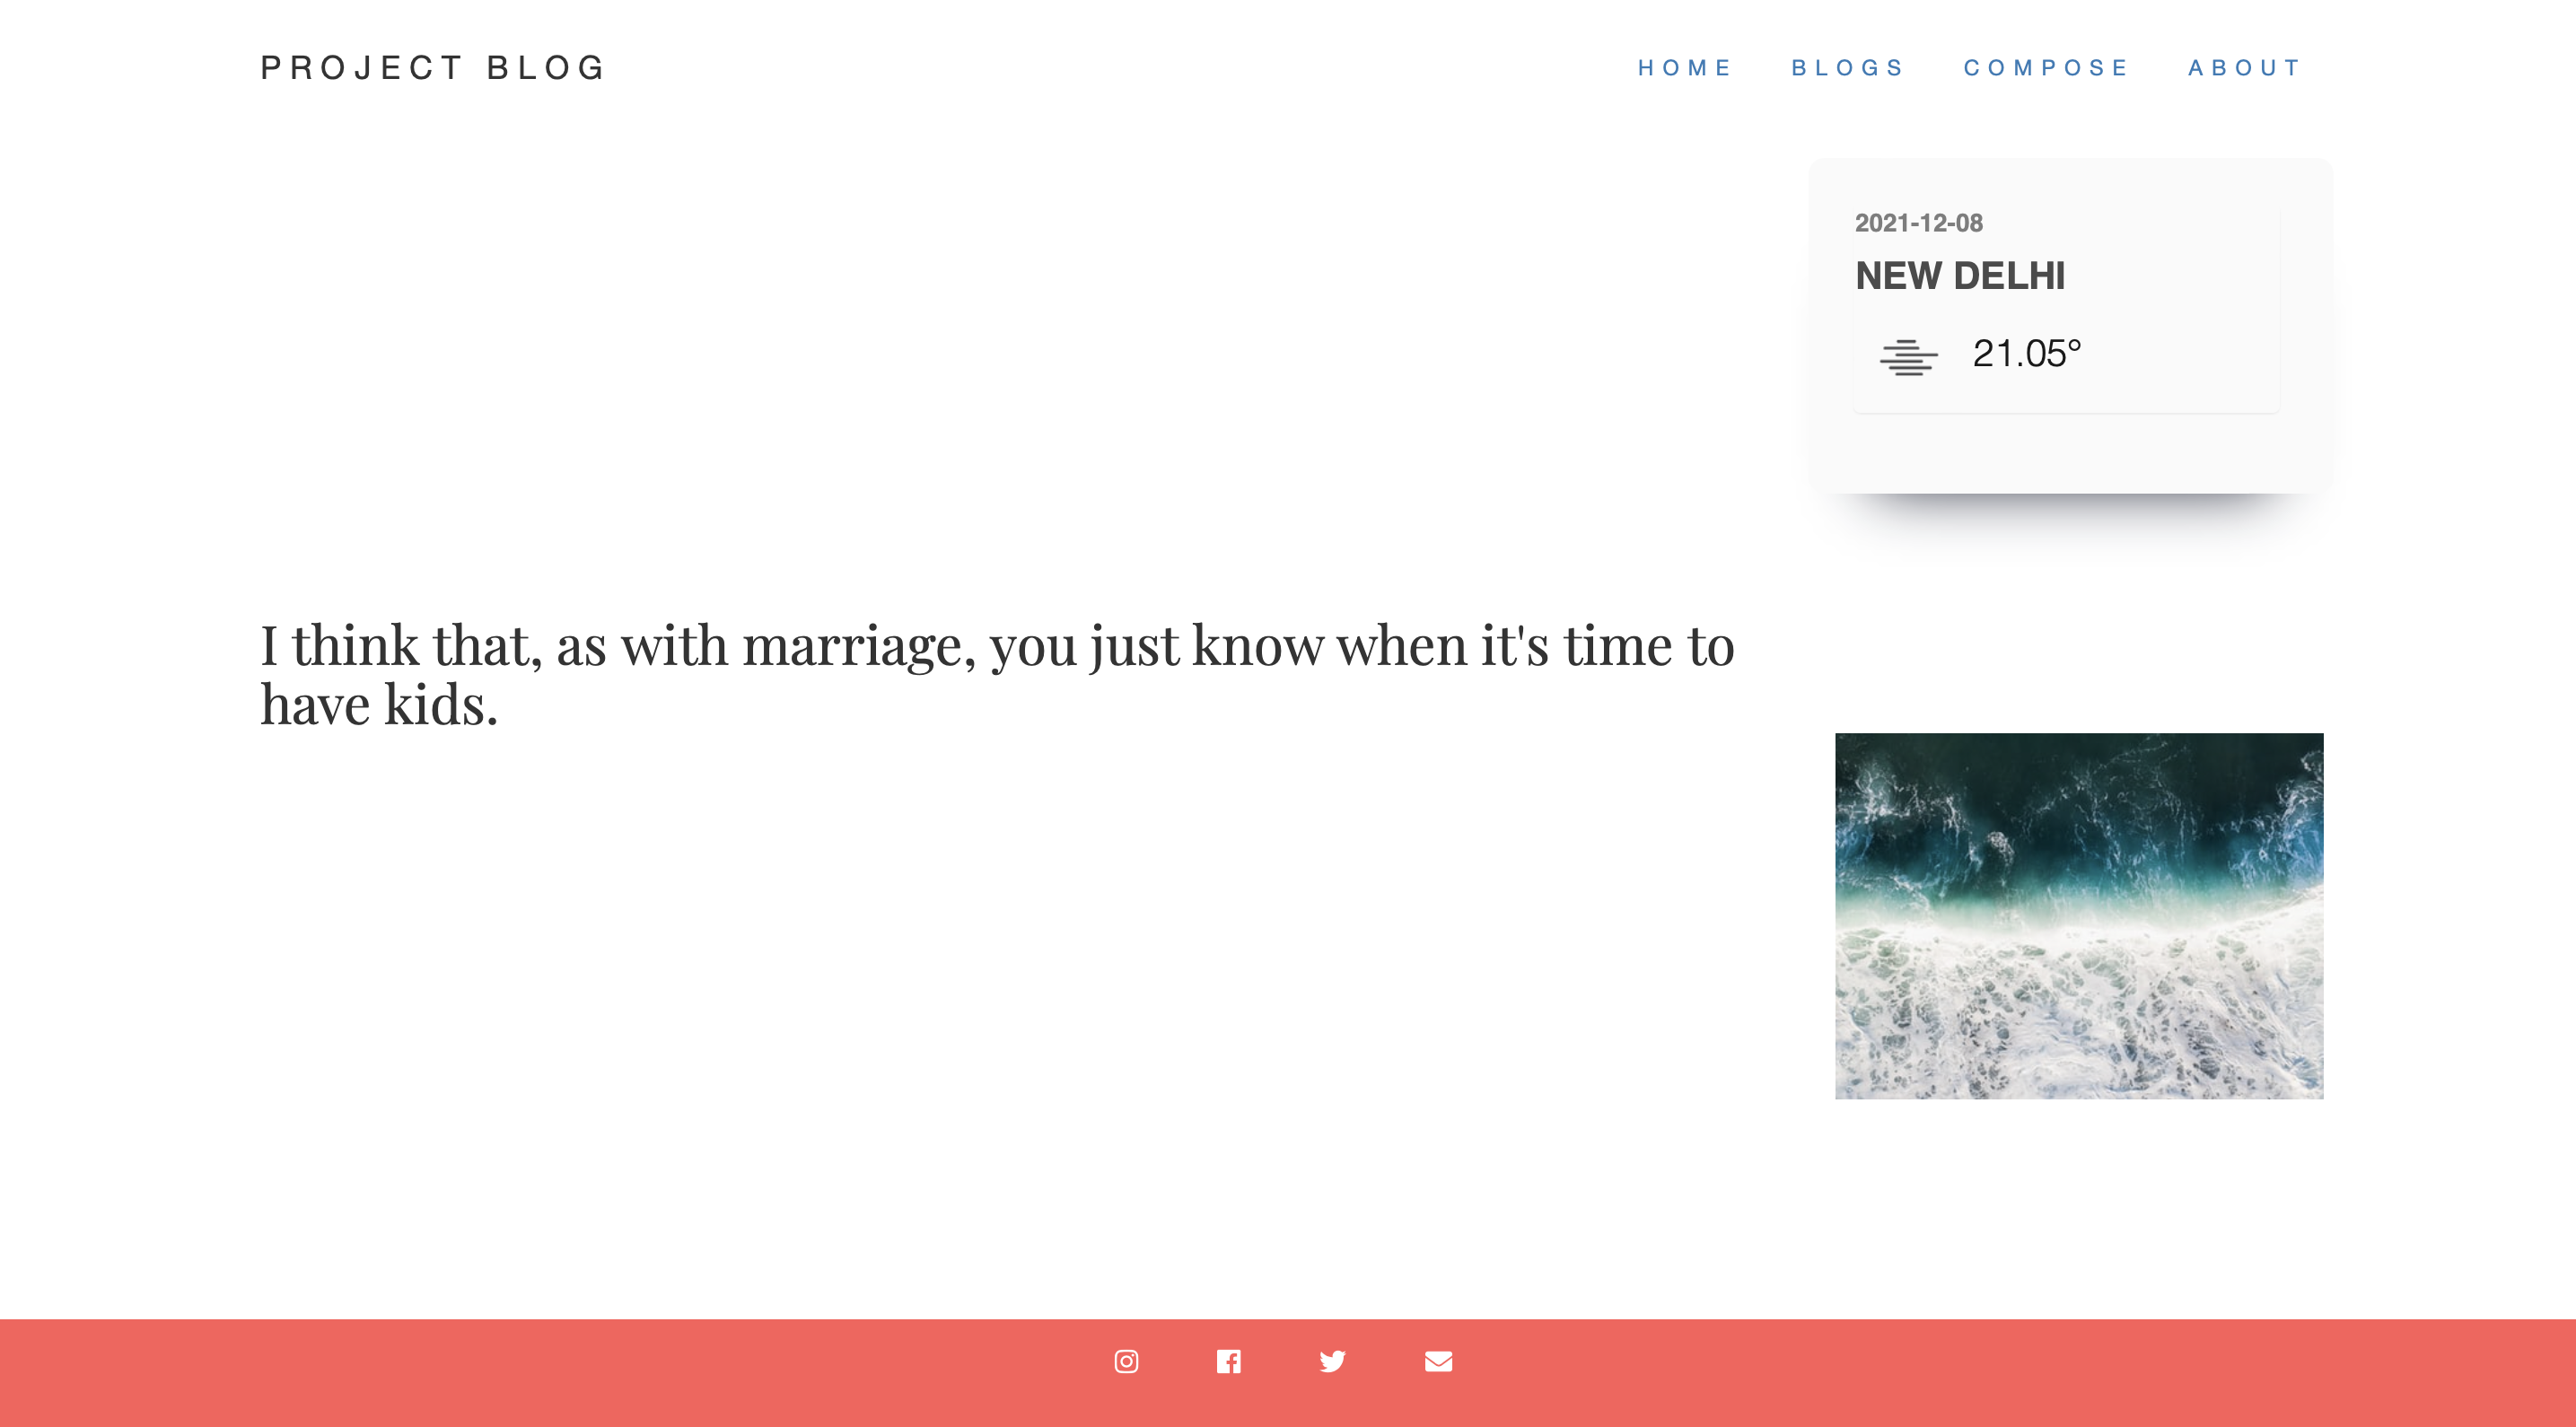 PROJECT BLOG
HOME BLOGS COMPOSE ABOUT
2021-12-08
NEW DELHI
21.05°
I think that, as with marriage, you just know when it's time to
have kids.